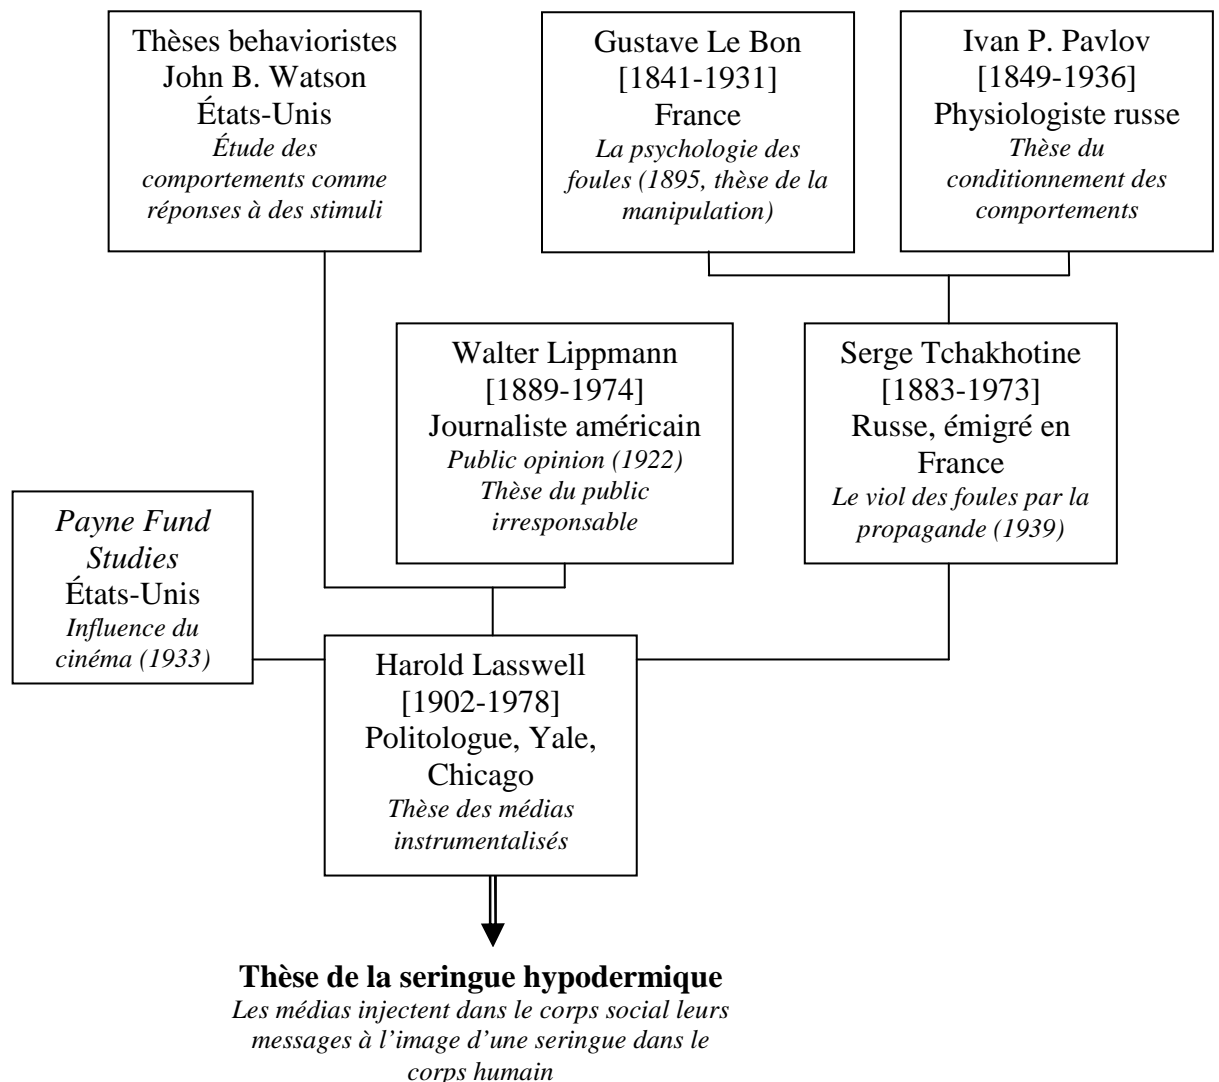 Thèses behavioristes
John B. Watson
États-Unis
Étude des
comportements comme
réponses à des stimuli
Gustave Le Bon
[1841-1931]
France
La psychologie des
foules (1895, thèse de la
manipulation)
Ivan P. Pavlov
[1849-1936]
Physiologiste russe
Thèse du
conditionnement des
comportements
Walter Lippmann
[1889-1974]
Journaliste américain
Public opinion (1922)
Thèse du public
irresponsable
Serge Tchakhotine
[1883-1973]
Russe, émigré en
France
Le viol des foules par la
propagande (1939)
Payne Fund
Studies
États-Unis
Influence du
cinéma (1933)
Harold Lasswell
[1902-1978]
Politologue, Yale,
Chicago
Thèse des médias
instrumentalisés
Thèse de la seringue hypodermique
Les médias injectent dans le corps social leurs
messages à l’image d’une seringue dans le
corps humain